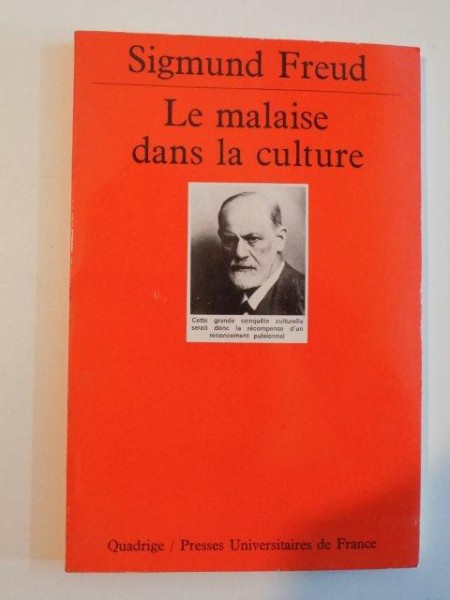 Sigmund Freud
Le malaise
dans la culture
Cette grande conquête culturelle
serait donc la récompense d'un
renoncement pulsionnel
Quadrige / Presses Universitaires de France